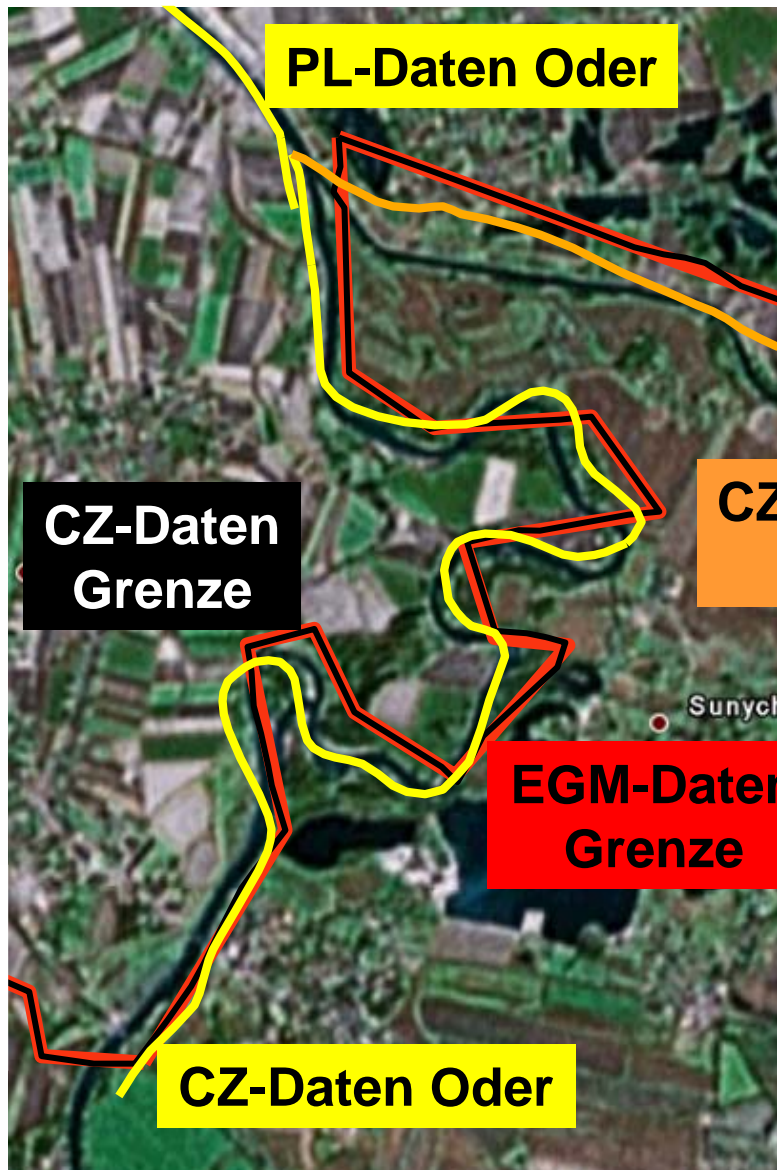 PL-Daten Oder
CZ-Daten
Grenze
CZ
Sunych
EGM-Daten
Grenze
CZ-Daten Oder